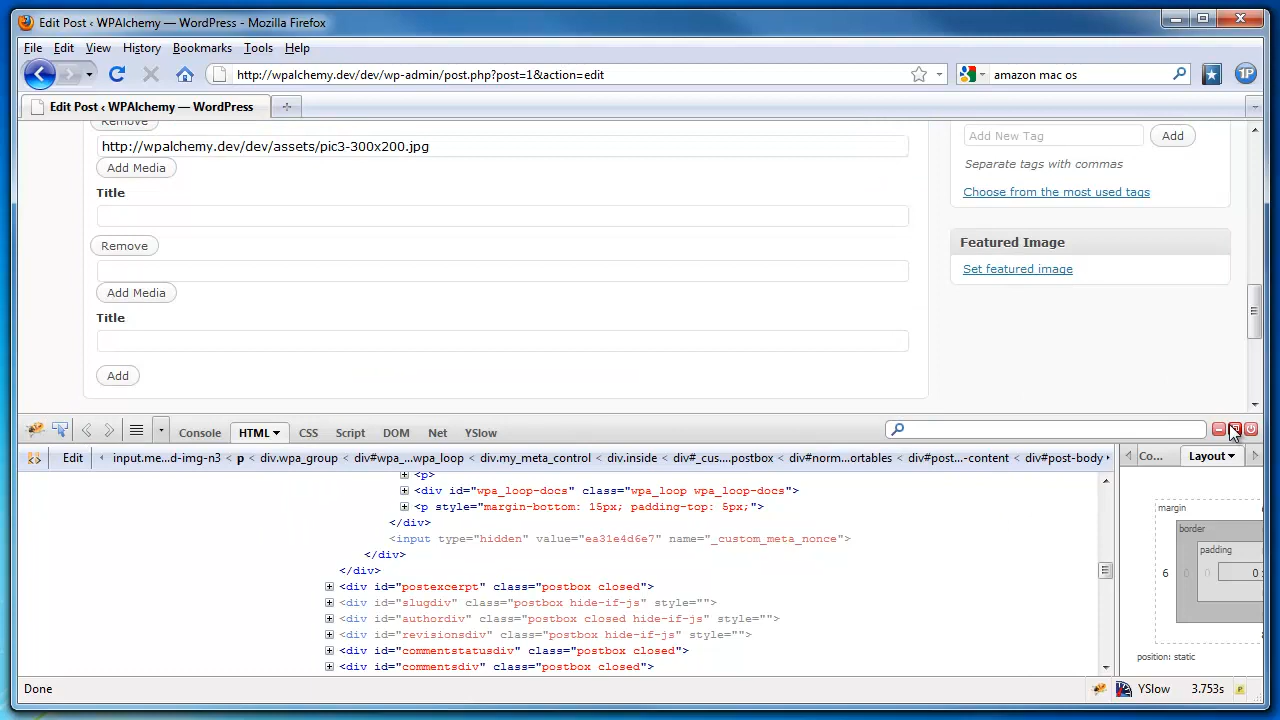 Edit Post ‹ WPAlchemy — WordPress - Mozilla Firefox
File Edit View History Bookmarks Tools Help
http://wpalchemy.dev/dev/wp-admin/post.php?post=1&action=edit
amazon mac os
Edit Post ‹ WPAlchemy — WordPress
Remove
http://wpalchemy.dev/dev/assets/pic3-300x200.jpg
Add Media
Title
Remove
Add Media
Title
Add
Add New Tag Add
Separate tags with commas
Choose from the most used tags
Featured Image
Set featured image
Console HTML CSS Script DOM Net YSlow
Edit input.me...d-img-n3 < p < div.wpa_group < div#wpa_...wpa_loop < div.my_meta_control < div.inside < div#_cus....postbox < div#norm...ortables < div#post...-content < div#post-body
Co... Layout
<p>
<div id="wpa_loop-docs" class="wpa_loop wpa_loop-docs">
<p style="margin-bottom: 15px; padding-top: 5px;">
</div>
<input type="hidden" value="ea31e4d6e7" name="_custom_meta_nonce">
</div>
</div>
<div id="postexcerpt" class="postbox closed">
<div id="slugdiv" class="postbox hide-if-js" style="">
<div id="authordiv" class="postbox closed hide-if-js" style="">
<div id="revisionsdiv" class="postbox hide-if-js" style="">
<div id="commentstatusdiv" class="postbox closed">
<div id="commentsdiv" class="postbox closed">
margin
border
padding
6 0 0 0
position: static
Done YSlow 3.753s